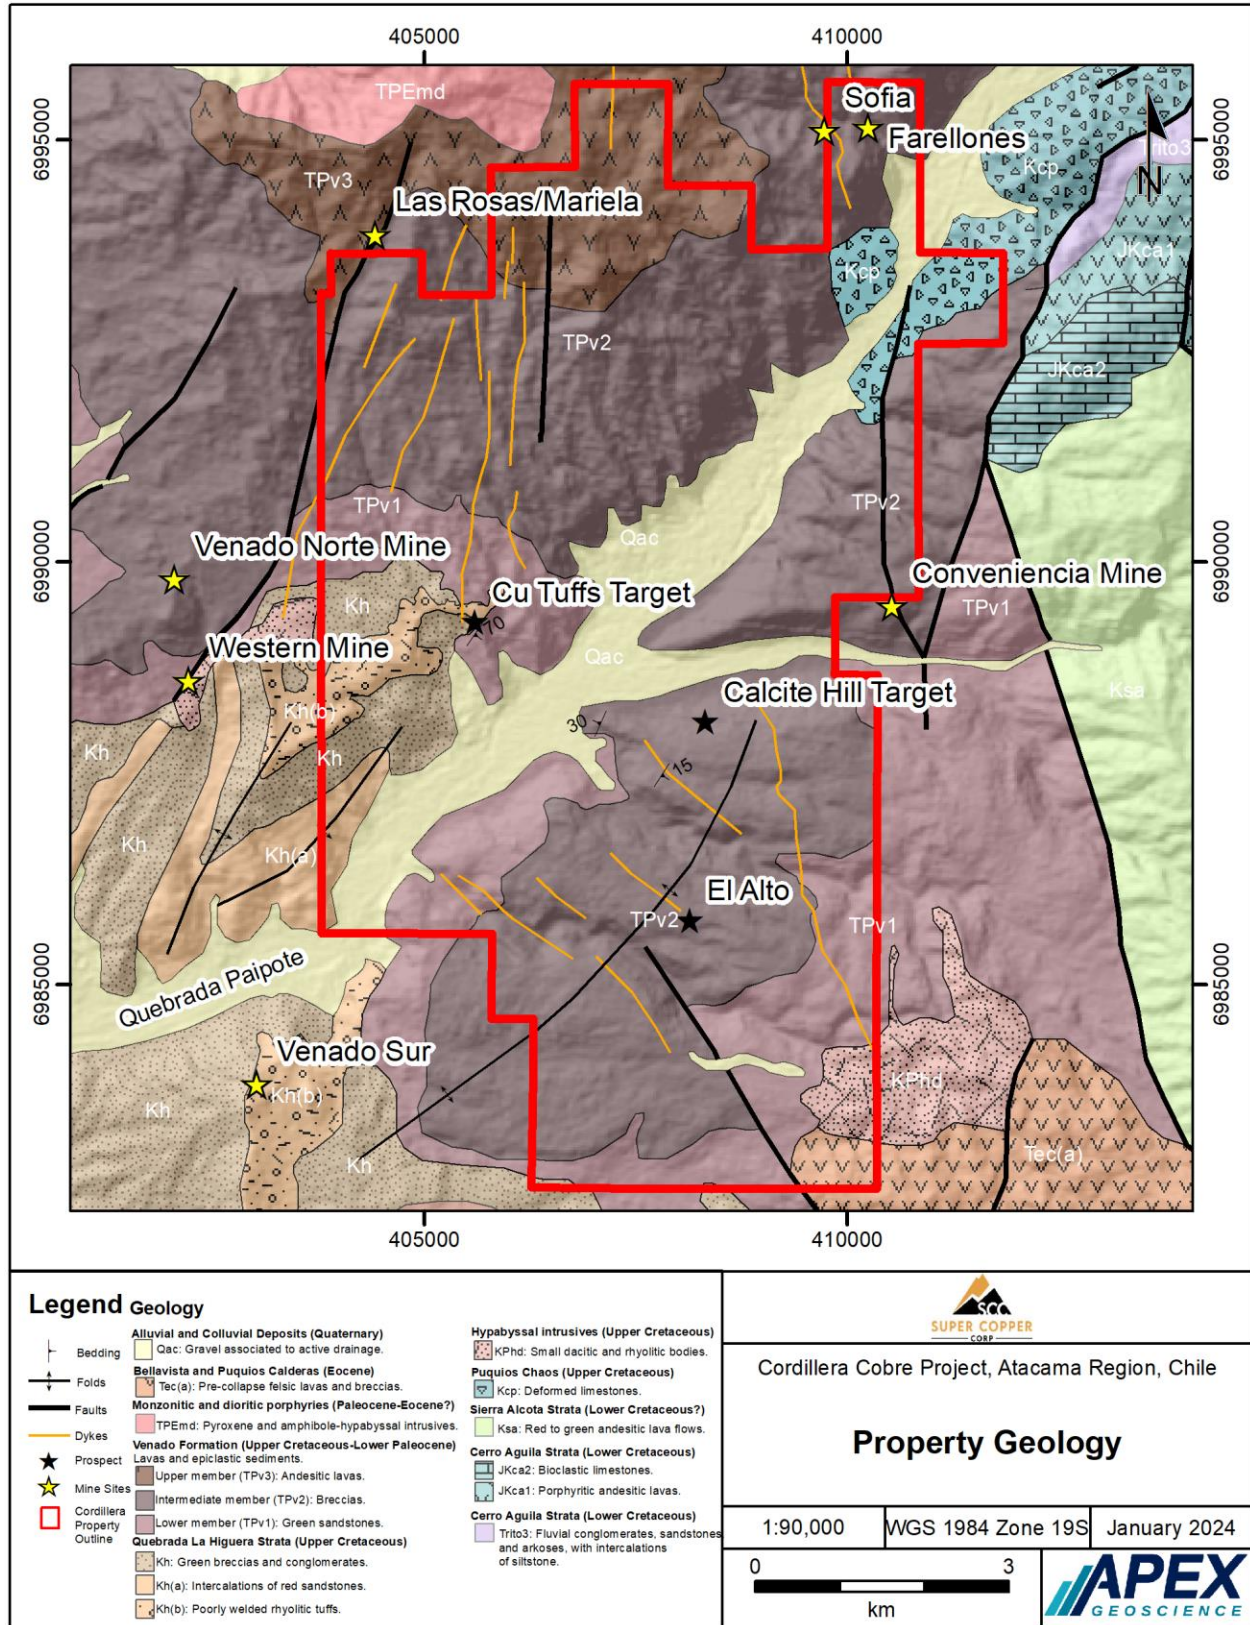 405000
410000
TPEmd
Sofia
Farellones
6995000
6995000
Kcp
Trito3
N
TPv3
Las Rosas/Mariela
JKca1
Kcp
TPv2
JKca2
TPv1
TPv2
Qac
Venado Norte Mine
6990000
6990000
Conveniencia Mine
Kh
Cu Tuffs Target
TPv1
70
Western Mine
Qac
Ksa
Calcite Hill Target
Kh(b)
30
Kh
Kh
15
Kh
Kh(a)
El Alto
TPv2
TPv1
Quebrada Paipote
6985000
6985000
Venado Sur
Kh
Kh(b)
KPhd
Kh
Tec(a)
405000
410000
Legend
Geology
Bedding
Folds
Faults
Dykes
Prospect
Mine Sites
Cordillera
Property
Outline
Alluvial and Colluvial Deposits (Quaternary)
Qac: Gravel associated to active drainage.
Bellavista and Puquios Calderas (Eocene)
Tec(a): Pre-collapse felsic lavas and breccias.
Monzonitic and dioritic porphyries (Paleocene-Eocene?)
TPEmd: Pyroxene and amphibole-hypabyssal intrusives.
Venado Formation (Upper Cretaceous-Lower Paleocene)
Lavas and epiclastic sediments.
Upper member (TPv3): Andesitic lavas.
Intermediate member (TPv2): Breccias.
Lower member (TPv1): Green sandstones.
Quebrada La Higuera Strata (Upper Cretaceous)
Kh: Green breccias and conglomerates.
Kh(a): Intercalations of red sandstones.
Kh(b): Poorly welded rhyolitic tuffs.
Hypabyssal intrusives (Upper Cretaceous)
KPhd: Small dacitic and rhyolitic bodies.
Puquios Chaos (Upper Cretaceous)
Kcp: Deformed limestones.
Sierra Alcota Strata (Lower Cretaceous?)
Ksa: Red to green andesitic lava flows.
Cerro Aguila Strata (Lower Cretaceous)
JKca2: Bioclastic limestones.
JKca1: Porphyritic andesitic lavas.
Cerro Aguila Strata (Lower Cretaceous)
Trito3: Fluvial conglomerates, sandstones
and arkoses, with intercalations
of siltstone.
SCC
SUPER COPPER
CORP
Cordillera Cobre Project, Atacama Region, Chile
Property Geology
1:90,000
WGS 1984 Zone 19S
January 2024
0
3
km
APEX
GEOSCIENCE